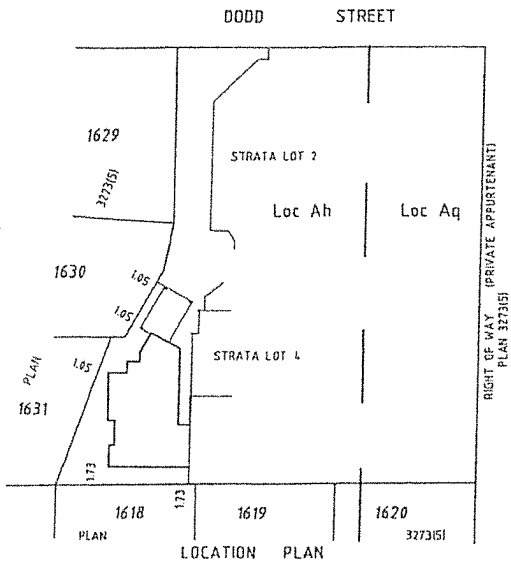 DODD STREET
1629
3273(5)
STRATA LOT 2
Loc Ah
Loc Aq
RIGHT OF WAY (PRIVATE APPURTENANT)
PLAN 3273(5)
1630
1.05
1.05
1.05
PLAN
1631
STRATA LOT 4
1.73
1.73
1618
1619
1620
PLAN
3273(5)
LOCATION PLAN